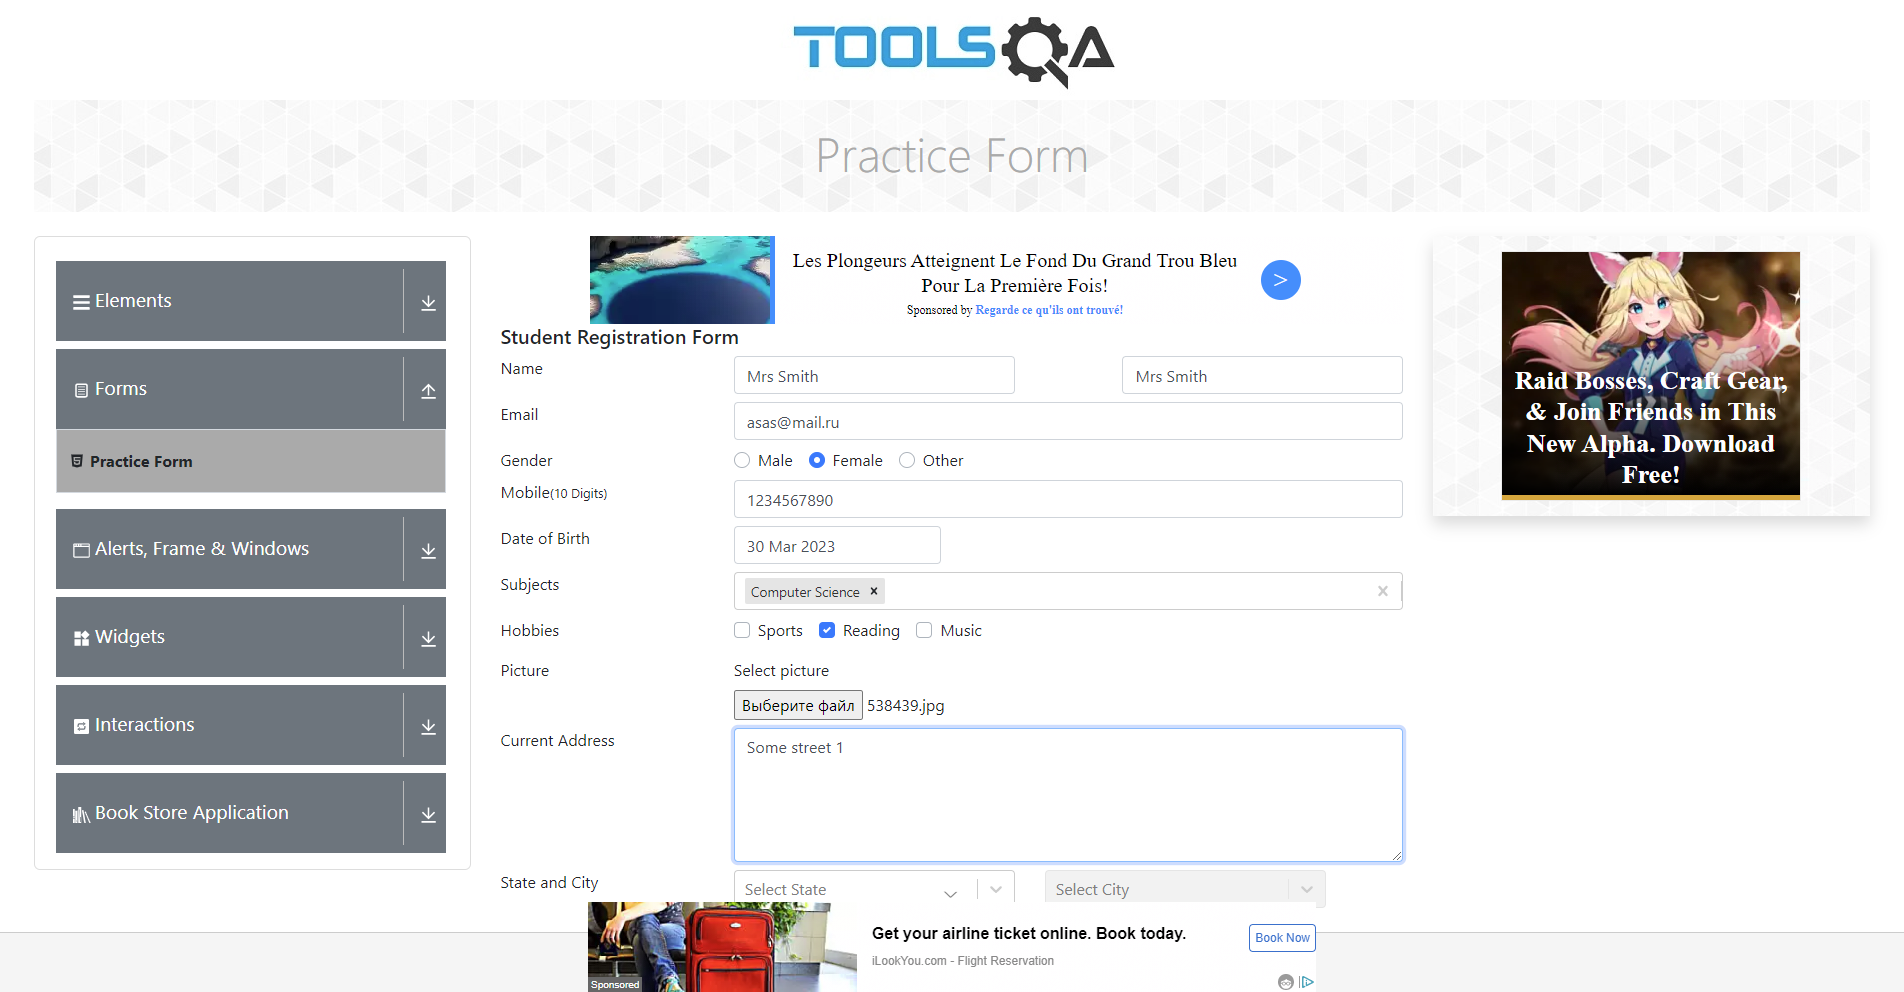 TOOLSQA
Practice Form
Elements
Forms
Practice Form
Alerts, Frame & Windows
Widgets
Interactions
Book Store Application
Les Plongeurs Atteignent Le Fond Du Grand Trou Bleu
Pour La Première Fois!
Sponsored by Regarde ce qu'ils ont trouvé!
>
Student Registration Form
Name Mrs Smith Mrs Smith
Email asas@mail.ru
Gender Male Female Other
Mobile(10 Digits) 1234567890
Date of Birth 30 Mar 2023
Subjects Computer Science
Hobbies Sports Reading Music
Picture Select picture
Выберите файл 538439.jpg
Current Address Some street 1
State and City Select State Select City
Raid Bosses, Craft Gear,
& Join Friends in This
New Alpha. Download
Free!
Get your airline ticket online. Book today.
Book Now
iLookYou.com - Flight Reservation
Sponsored